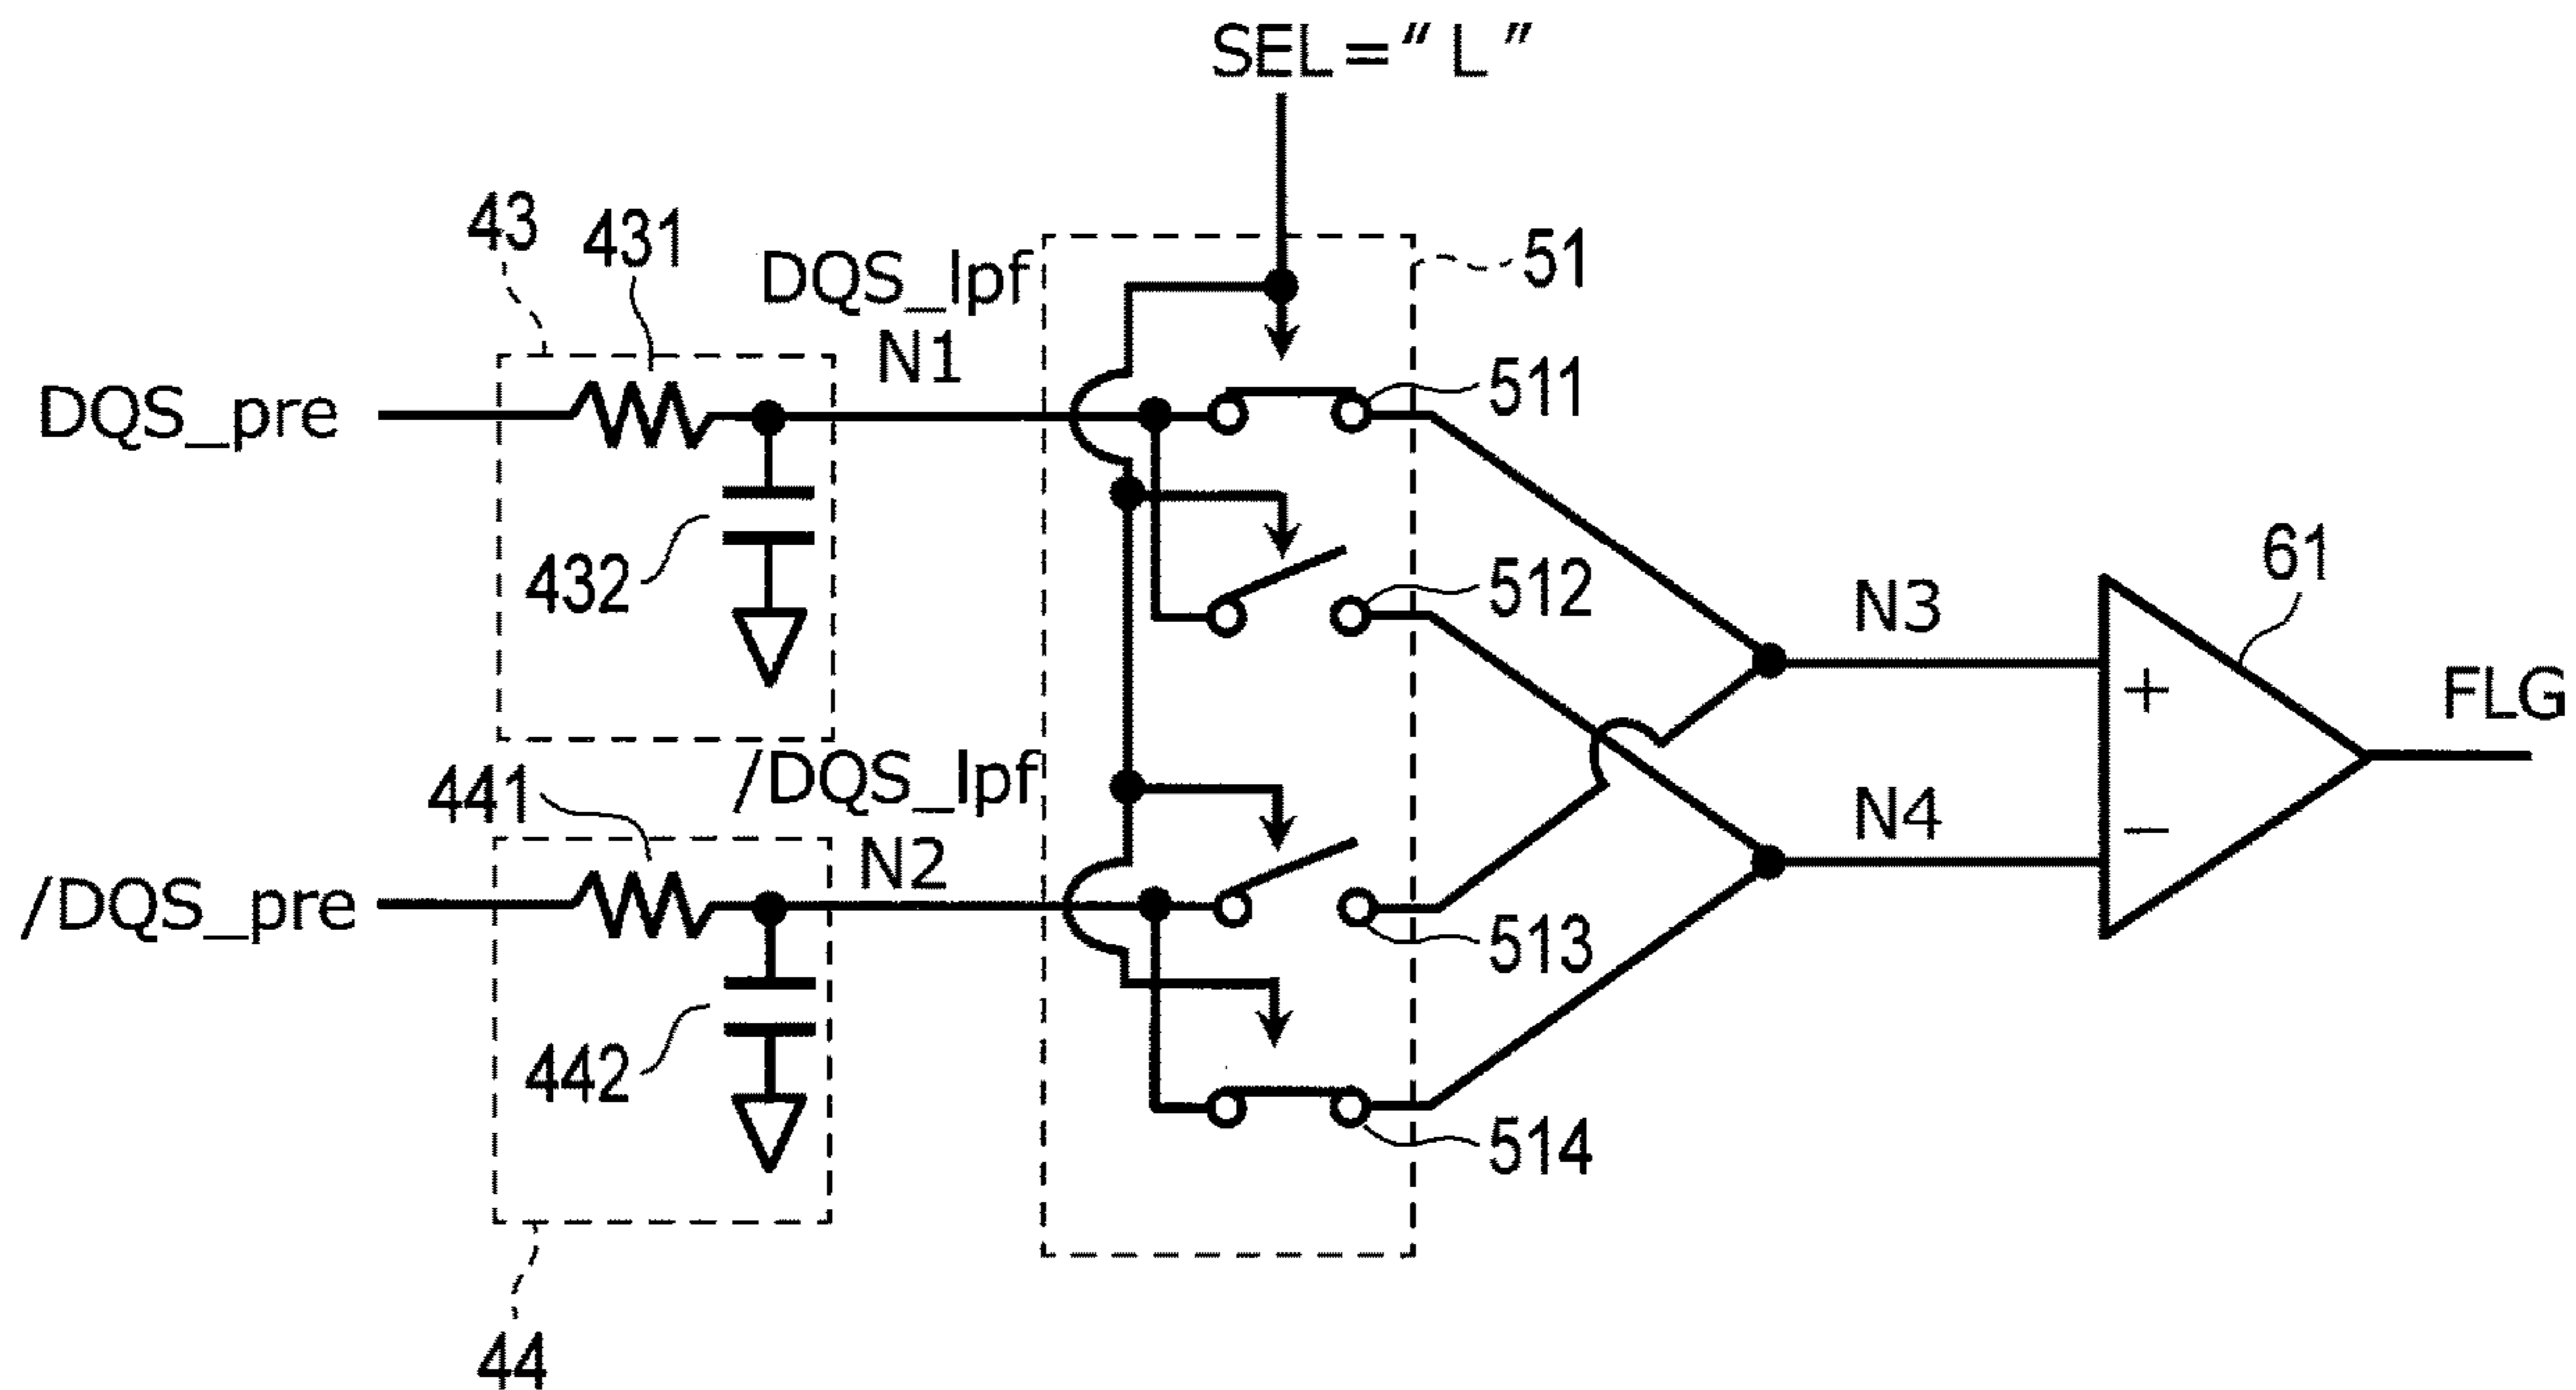 SEL=“L”
43
431
DQS_lpf
51
N1
511
DQS_pre
432
512
61
N3
+
FLG
/DQS_lpf
441
N4
−
N2
/DQS_pre
513
442
514
44